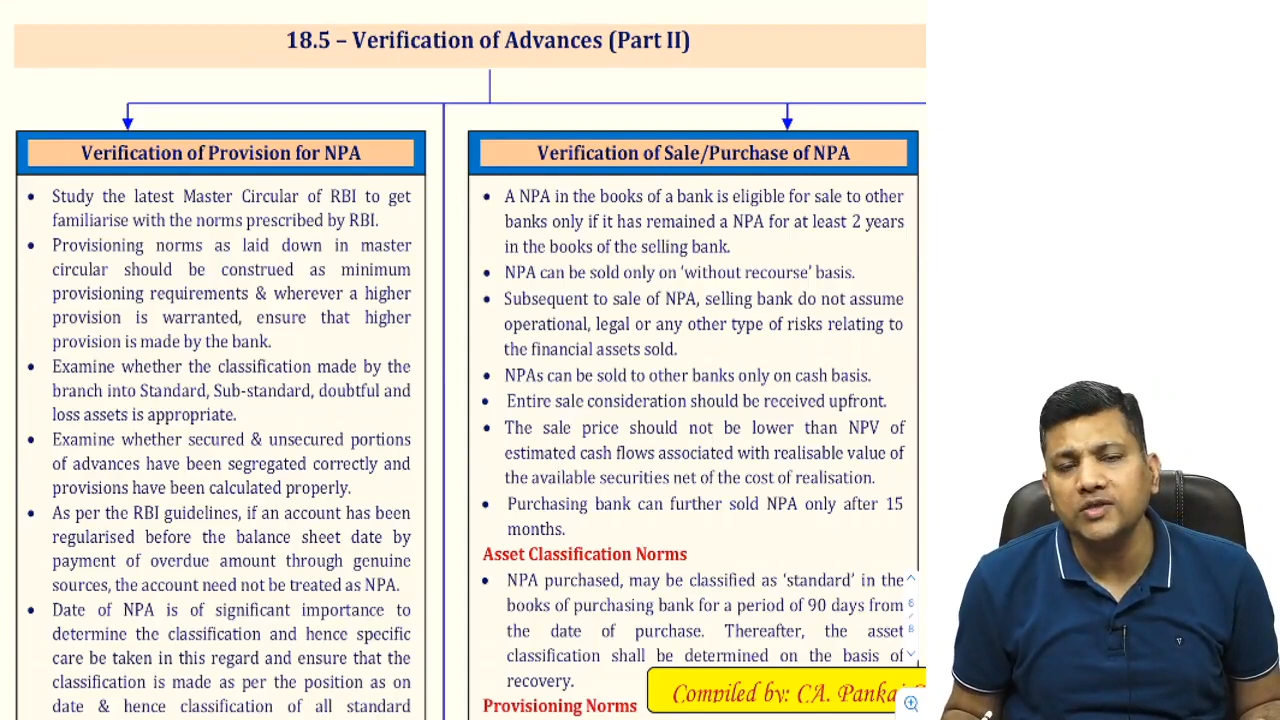 18.5 – Verification of Advances (Part II)
Verification of Provision for NPA
• Study the latest Master Circular of RBI to get
familiarise with the norms prescribed by RBI.
• Provisioning norms as laid down in master
circular should be construed as minimum
provisioning requirements & wherever a higher
provision is warranted, ensure that higher
provision is made by the bank.
• Examine whether the classification made by the
branch into Standard, Sub-standard, doubtful and
loss assets is appropriate.
• Examine whether secured & unsecured portions
of advances have been segregated correctly and
provisions have been calculated properly.
• As per the RBI guidelines, if an account has been
regularised before the balance sheet date by
payment of overdue amount through genuine
sources, the account need not be treated as NPA.
• Date of NPA is of significant importance to
determine the classification and hence specific
care be taken in this regard and ensure that the
classification is made as per the position as on
date & hence classification of all standard
Verification of Sale/Purchase of NPA
• A NPA in the books of a bank is eligible for sale to other
banks only if it has remained a NPA for at least 2 years
in the books of the selling bank.
• NPA can be sold only on ‘without recourse’ basis.
• Subsequent to sale of NPA, selling bank do not assume
operational, legal or any other type of risks relating to
the financial assets sold.
• NPAs can be sold to other banks only on cash basis.
• Entire sale consideration should be received upfront.
• The sale price should not be lower than NPV of
estimated cash flows associated with realisable value of
the available securities net of the cost of realisation.
• Purchasing bank can further sold NPA only after 15
months.
Asset Classification Norms
• NPA purchased, may be classified as ‘standard’ in the
books of purchasing bank for a period of 90 days from
the date of purchase. Thereafter, the asset
classification shall be determined on the basis of
recovery.
Provisioning Norms
6
/
8
Compiled by: CA. Pankaj